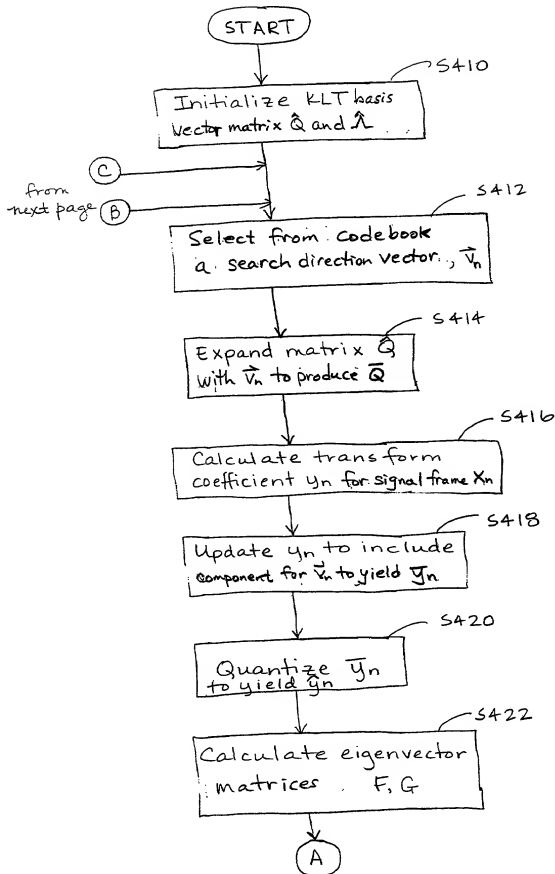 START
S410
Initialize KLT basis
vector matrix Q̂ and Λ̂
C
from
next page
B
S412
Select from codebook
a search direction vector, v⃗n
S414
Expand matrix Q̂
with v⃗n to produce Q̄
S416
Calculate transform
coefficient yn for signal frame Xn
S418
Update yn to include
component for v⃗n to yield ȳn
S420
Quantize ȳn
to yield ŷn
S422
Calculate eigenvector
matrices F, G
A